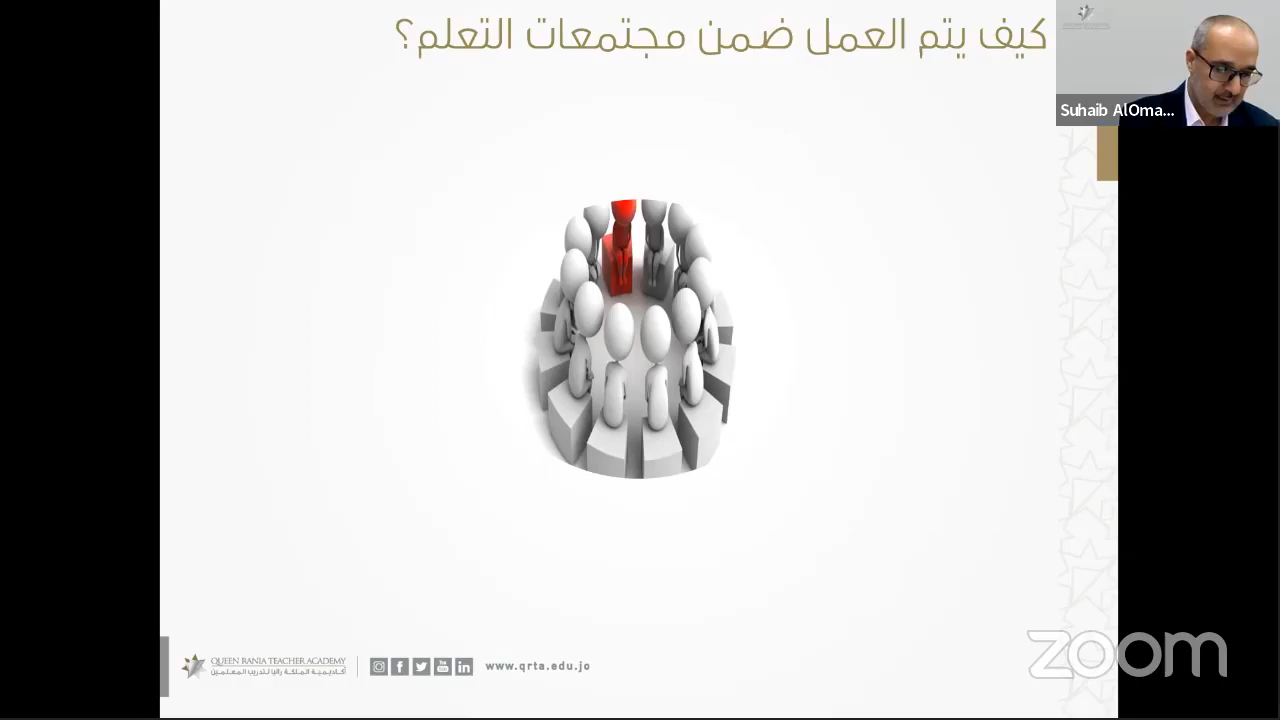 كيف يتم العمل ضمن مجتمعات التعلم؟
Suhaib AlOma...
QUEEN RANIA TEACHER ACADEMY
أكاديمية الملكة رانيا لتدريب المعلمين
www.qrta.edu.jo
zoom